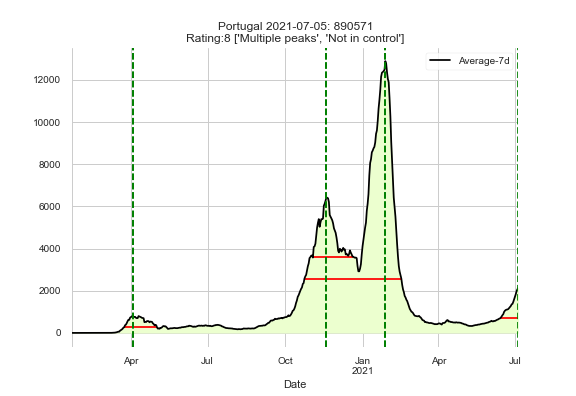 Portugal 2021-07-05: 890571
Rating:8 ['Multiple peaks', 'Not in control']
Average-7d
12000
10000
8000
6000
4000
2000
0
Apr Jul Oct Jan Apr Jul
2021
Date